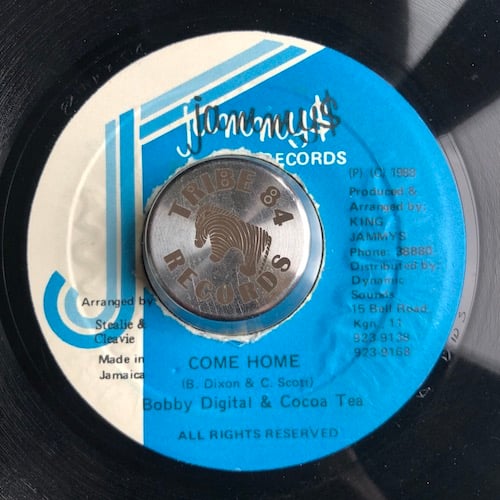 jammy$
RECORDS
TRIBE 84
RECORDS
(P) (C) 1988
Produced &
Arranged by:
KING
JAMMYS
Phone: 38880
Distributed by:
Dynamic
Sounds
15 Bell Road
Kgn. 11
923-9138
923-9168
Arranged by:
Stealie &
Cleavie
Made in
Jamaica
COME HOME
(B. Dixon & C. Scott)
Bobby Digital & Cocoa Tea
ALL RIGHTS RESERVED